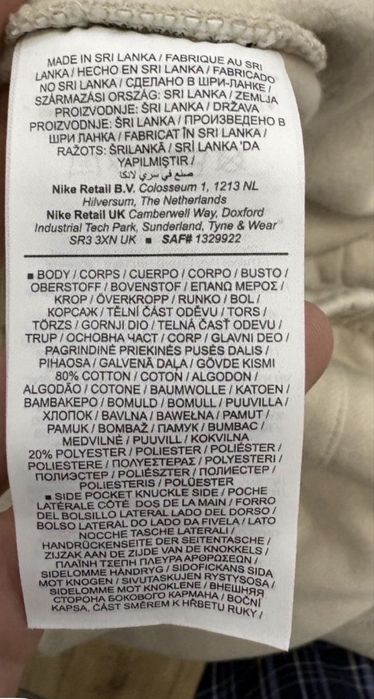 MADE IN SRI LANKA / FABRIQUE AU SRI
LANKA / HECHO EN SRI LANKA / FABRICADO
NO SRI LANKA / СДЕЛАНО В ШРИ-ЛАНКЕ /
SZÁRMAZÁSI ORSZÁG: SRI LANKA / ZEMLJA
PROIZVODNJE: ŠRI LANKA / DRŽAVA
PROIZVODNJE: ŠRI LANKA / ПРОИЗВЕДЕНО В
ШРИ ЛАНКА / FABRICAT ÎN SRI LANKA /
RAŽOTS: ŠRILANKĀ / SRİ LANKA 'DA
YAPILMIŞTIR /
صنع في سري لانكا
Nike Retail B.V. Colosseum 1, 1213 NL
Hilversum, The Netherlands
Nike Retail UK Camberwell Way, Doxford
Industrial Tech Park, Sunderland, Tyne & Wear
SR3 3XN UK ■ SAF# 1329922
■ BODY / CORPS / CUERPO / CORPO / BUSTO /
OBERSTOFF / BOVENSTOF / ΕΠΑΝΩ ΜΕΡΟΣ /
KROP / ÖVERKROPP / RUNKO / BOL /
КОРСАЖ / TĚLNÍ ČÁST ODĚVU / TORS /
TÖRZS / GORNJI DIO / TELNÁ ČASŤ ODEVU /
TRUP / ОСНОВНА ЧАСТ / CORP / GLAVNI DEO /
PAGRINDINĖ PRIEKINĖS PUSĖS DALIS /
PIHAOSA / GALVENĀ DAĻA / GÖVDE KISMI
80% COTTON / COTON / ALGODON /
ALGODÃO / COTONE / BAUMWOLLE / KATOEN /
ΒΑΜΒΑΚΕΡΟ / BOMULD / BOMULL / PUUVILLA /
ХЛОПОК / BAVLNA / BAWEŁNA / PAMUT /
PAMUK / BOMBAŽ / ПАМУК / BUMBAC /
MEDVILNĖ / PUUVILL / KOKVILNA
20% POLYESTER / POLIESTER / POLIÉSTER /
POLIESTERE / ΠΟΛΥΕΣΤΕΡΑΣ / POLYESTERI /
ПОЛИЭСТЕР / POLIÉSZTER / ПОЛИЕСТЕР /
POLIESTERIS / POLÜESTER
■ SIDE POCKET KNUCKLE SIDE / POCHE
LATÉRALE CÔTÉ DOS DE LA MAIN / FORRO
DEL BOLSILLO LATERAL LADO DEL DORSO /
BOLSO LATERAL DO LADO DA FIVELA / LATO
NOCCHE TASCHE LATERALI /
HANDRÜCKENSEITE DER SEITENTASCHE /
ZIJZAK AAN DE ZIJDE VAN DE KNOKKELS /
ΠΛΑΪΝΗ ΤΣΕΠΗ ΠΛΕΥΡΑ ΑΡΘΡΩΣΕΩΝ /
SIDELOMME HÅNDRYG / SIDOFICKANS SIDA
MOT KNOGEN / SIVUTASKUJEN RYSTYSOSA /
SIDELOMME MOT KNOKLENE / ВНЕШНЯЯ
СТОРОНА БОКОВОГО КАРМАНА / BOČNÍ
KAPSA, ČÁST SMĚREM K HŘBETU RUKY /